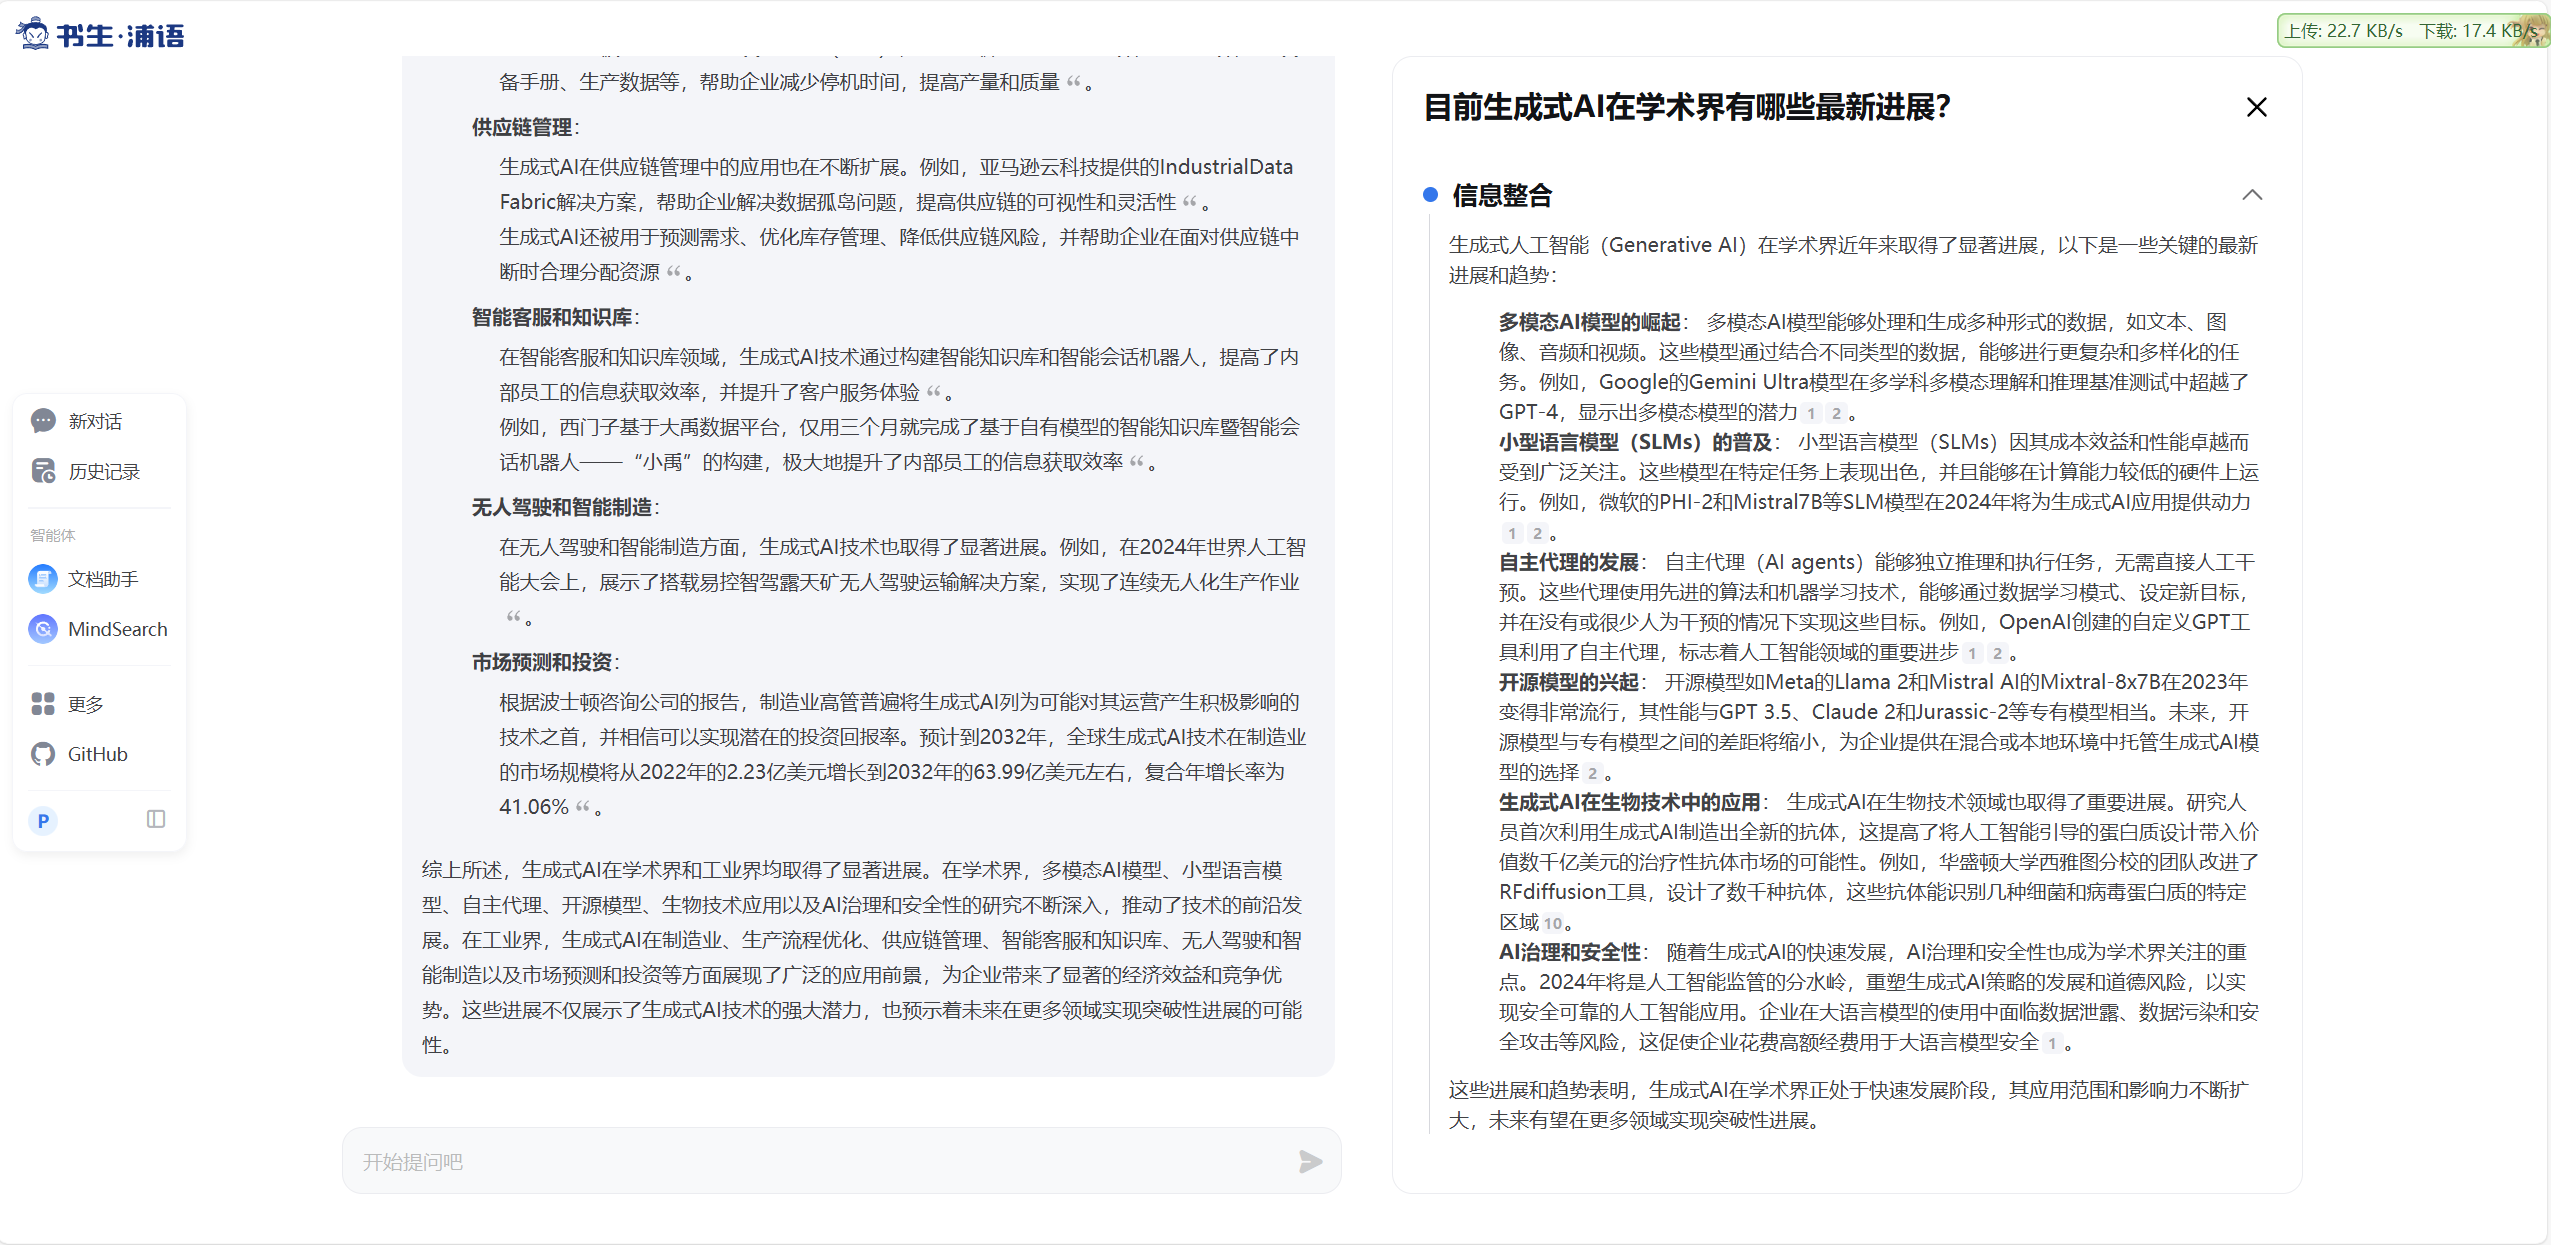 书生·浦语
上传: 22.7 KB/s 下载: 17.4 KB/s
新对话
历史记录
智能体
文档助手
MindSearch
更多
GitHub
P
备手册、生产数据等，帮助企业减少停机时间，提高产量和质量 “ 。
供应链管理：
生成式AI在供应链管理中的应用也在不断扩展。例如，亚马逊云科技提供的IndustrialData
Fabric解决方案，帮助企业解决数据孤岛问题，提高供应链的可视性和灵活性 “ 。
生成式AI还被用于预测需求、优化库存管理、降低供应链风险，并帮助企业在面对供应链中
断时合理分配资源 “ 。
智能客服和知识库：
在智能客服和知识库领域，生成式AI技术通过构建智能知识库和智能会话机器人，提高了内
部员工的信息获取效率，并提升了客户服务体验 “ 。
例如，西门子基于大禹数据平台，仅用三个月就完成了基于自有模型的智能知识库暨智能会
话机器人——“小禹”的构建，极大地提升了内部员工的信息获取效率 “ 。
无人驾驶和智能制造：
在无人驾驶和智能制造方面，生成式AI技术也取得了显著进展。例如，在2024年世界人工智
能大会上，展示了搭载易控智驾露天矿无人驾驶运输解决方案，实现了连续无人化生产作业
“ 。
市场预测和投资：
根据波士顿咨询公司的报告，制造业高管普遍将生成式AI列为可能对其运营产生积极影响的
技术之首，并相信可以实现潜在的投资回报率。预计到2032年，全球生成式AI技术在制造业
的市场规模将从2022年的2.23亿美元增长到2032年的63.99亿美元左右，复合年增长率为
41.06% “ 。
综上所述，生成式AI在学术界和工业界均取得了显著进展。在学术界，多模态AI模型、小型语言模
型、自主代理、开源模型、生物技术应用以及AI治理和安全性的研究不断深入，推动了技术的前沿发
展。在工业界，生成式AI在制造业、生产流程优化、供应链管理、智能客服和知识库、无人驾驶和智
能制造以及市场预测和投资等方面展现了广泛的应用前景，为企业带来了显著的经济效益和竞争优
势。这些进展不仅展示了生成式AI技术的强大潜力，也预示着未来在更多领域实现突破性进展的可能
性。
开始提问吧
目前生成式AI在学术界有哪些最新进展？
信息整合
生成式人工智能（Generative AI）在学术界近年来取得了显著进展，以下是一些关键的最新
进展和趋势：
多模态AI模型的崛起： 多模态AI模型能够处理和生成多种形式的数据，如文本、图
像、音频和视频。这些模型通过结合不同类型的数据，能够进行更复杂和多样化的任
务。例如，Google的Gemini Ultra模型在多学科多模态理解和推理基准测试中超越了
GPT-4，显示出多模态模型的潜力 1 2 。
小型语言模型（SLMs）的普及： 小型语言模型（SLMs）因其成本效益和性能卓越而
受到广泛关注。这些模型在特定任务上表现出色，并且能够在计算能力较低的硬件上运
行。例如，微软的PHI-2和Mistral7B等SLM模型在2024年将为生成式AI应用提供动力
1 2 。
自主代理的发展： 自主代理（AI agents）能够独立推理和执行任务，无需直接人工干
预。这些代理使用先进的算法和机器学习技术，能够通过数据学习模式、设定新目标，
并在没有或很少人为干预的情况下实现这些目标。例如，OpenAI创建的自定义GPT工
具利用了自主代理，标志着人工智能领域的重要进步 1 2 。
开源模型的兴起： 开源模型如Meta的Llama 2和Mistral AI的Mixtral-8x7B在2023年
变得非常流行，其性能与GPT 3.5、Claude 2和Jurassic-2等专有模型相当。未来，开
源模型与专有模型之间的差距将缩小，为企业提供在混合或本地环境中托管生成式AI模
型的选择 2 。
生成式AI在生物技术中的应用： 生成式AI在生物技术领域也取得了重要进展。研究人
员首次利用生成式AI制造出全新的抗体，这提高了将人工智能引导的蛋白质设计带入价
值数千亿美元的治疗性抗体市场的可能性。例如，华盛顿大学西雅图分校的团队改进了
RFdiffusion工具，设计了数千种抗体，这些抗体能识别几种细菌和病毒蛋白质的特定
区域 10 。
AI治理和安全性： 随着生成式AI的快速发展，AI治理和安全性也成为学术界关注的重
点。2024年将是人工智能监管的分水岭，重塑生成式AI策略的发展和道德风险，以实
现安全可靠的人工智能应用。企业在大语言模型的使用中面临数据泄露、数据污染和安
全攻击等风险，这促使企业花费高额经费用于大语言模型安全 1 。
这些进展和趋势表明，生成式AI在学术界正处于快速发展阶段，其应用范围和影响力不断扩
大，未来有望在更多领域实现突破性进展。